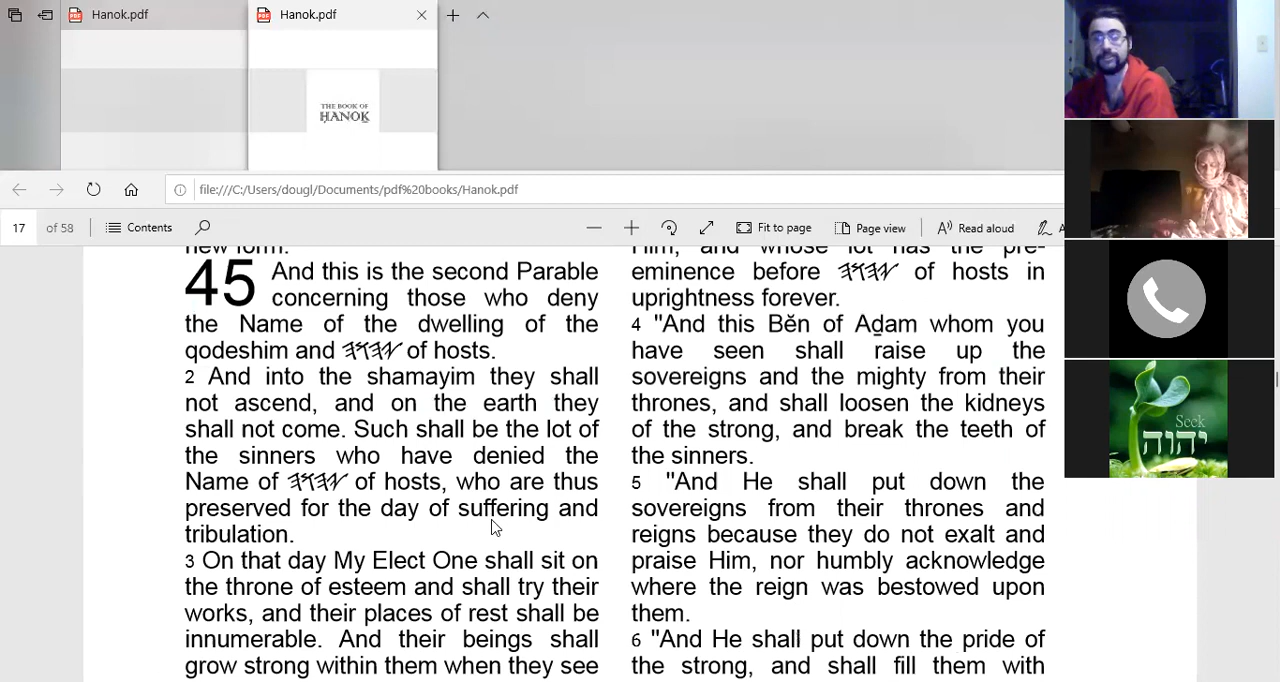 Hanok.pdf
Hanok.pdf
THE BOOK OF
HANOK
file:///C:/Users/dougl/Documents/pdf%20books/Hanok.pdf
17 of 58
Contents
Fit to page
Page view
Read aloud
new form.
45 And this is the second Parable
concerning those who deny
the Name of the dwelling of the
qodeshim and 𐤉𐤄𐤅𐤄 of hosts.
2 And into the shamayim they shall
not ascend, and on the earth they
shall not come. Such shall be the lot of
the sinners who have denied the
Name of 𐤉𐤄𐤅𐤄 of hosts, who are thus
preserved for the day of suffering and
tribulation.
3 On that day My Elect One shall sit on
the throne of esteem and shall try their
works, and their places of rest shall be
innumerable. And their beings shall
grow strong within them when they see
Him, and whose lot has the pre-
eminence before 𐤉𐤄𐤅𐤄 of hosts in
uprightness forever.
4 "And this Bĕn of Aḏam whom you
have seen shall raise up the
sovereigns and the mighty from their
thrones, and shall loosen the kidneys
of the strong, and break the teeth of
the sinners.
5 "And He shall put down the
sovereigns from their thrones and
reigns because they do not exalt and
praise Him, nor humbly acknowledge
where the reign was bestowed upon
them.
6 "And He shall put down the pride of
the strong, and shall fill them with
Seek
יהוה